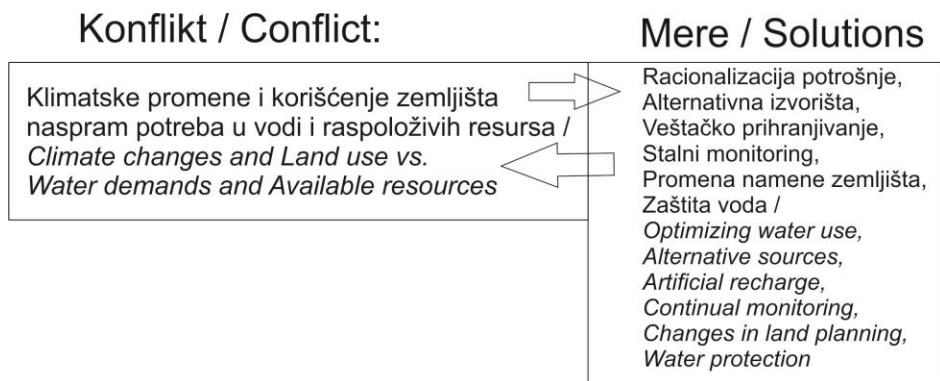 Konflikt / Conflict:
Klimatske promene i korišćenje zemljišta
naspram potreba u vodi i raspoloživih resursa /
Climate changes and Land use vs.
Water demands and Available resources
Mere / Solutions
Racionalizacija potrošnje,
Alternativna izvorišta,
Veštačko prihranjivanje,
Stalni monitoring,
Promena namene zemljišta,
Zaštita voda /
Optimizing water use,
Alternative sources,
Artificial recharge,
Continual monitoring,
Changes in land planning,
Water protection